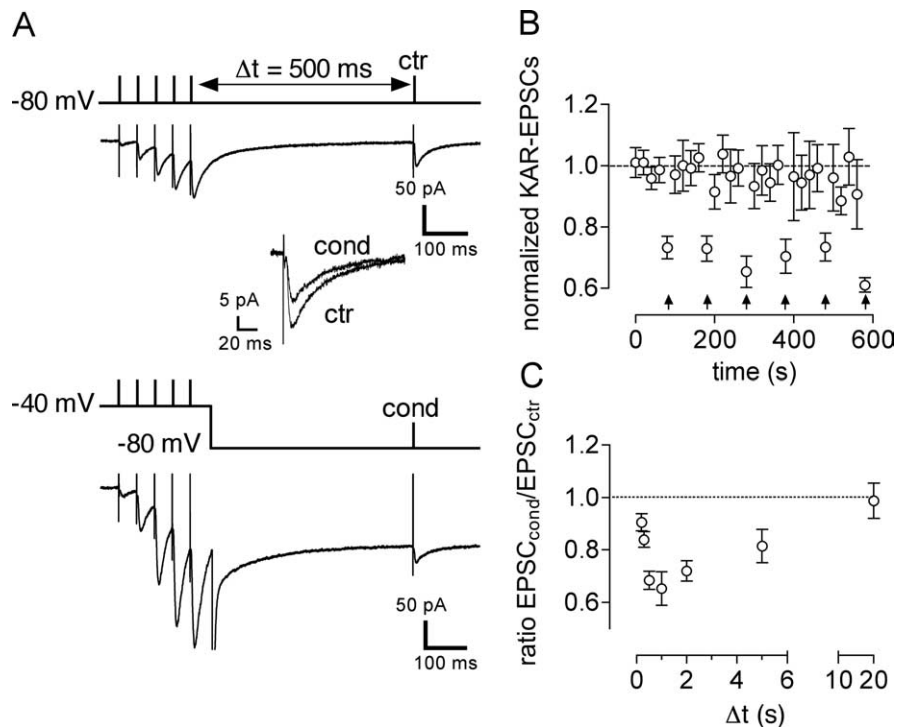 A
Δt = 500 ms
ctr
-80 mV
50 pA
100 ms
cond
ctr
5 pA
20 ms
-40 mV
-80 mV
cond
50 pA
100 ms
B
normalized KAR-EPSCs
1.2
1.0
0.8
0.6
0 200 400 600
time (s)
C
ratio EPSCcond/EPSCctr
1.2
1.0
0.8
0.6
0 2 4 6 10 20
Δt (s)